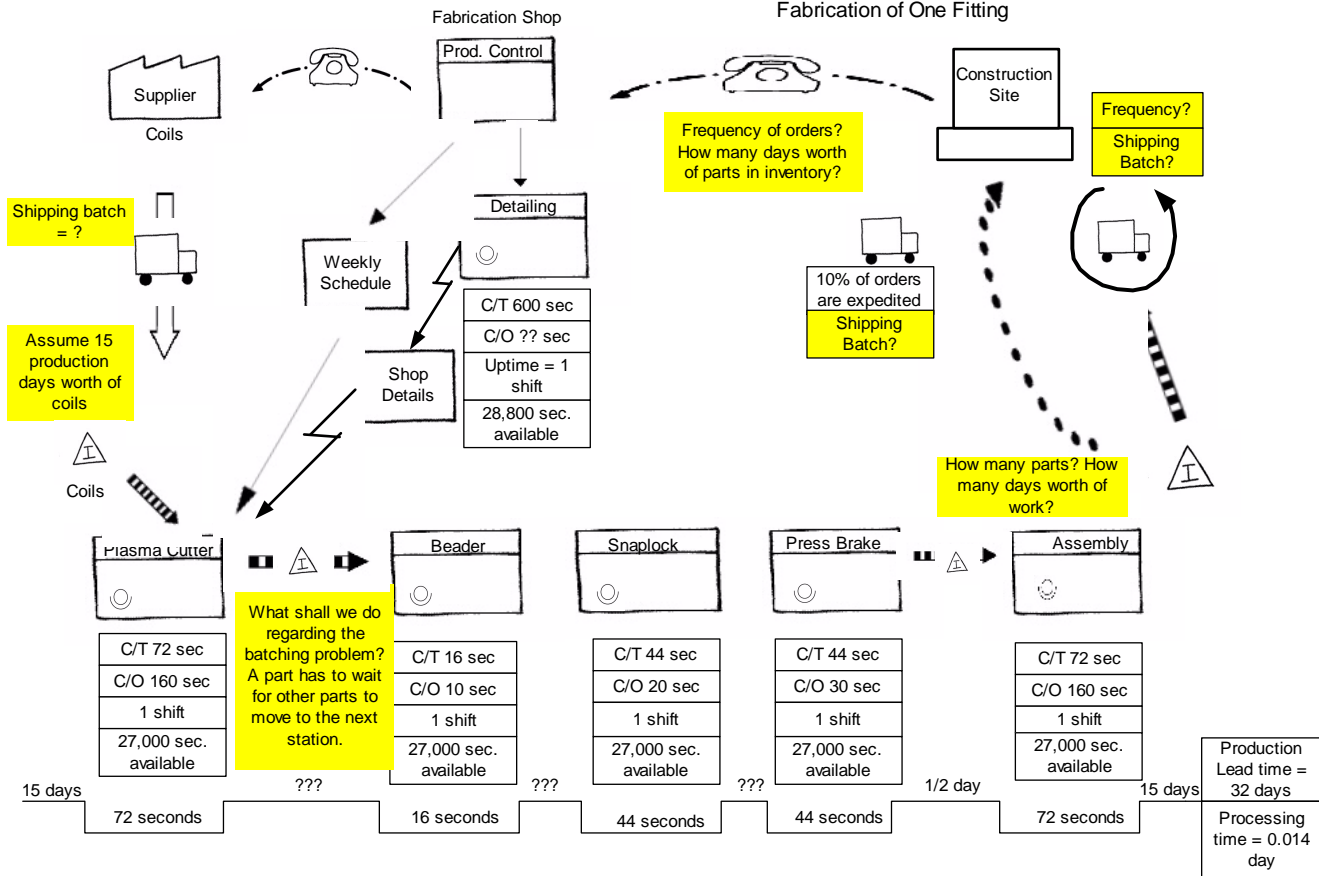 Fabrication of One Fitting
Fabrication Shop
Prod. Control
Supplier
Coils
Construction
Site
Frequency?
Shipping
Batch?
Frequency of orders?
How many days worth
of parts in inventory?
Shipping batch
= ?
Detailing
Weekly
Schedule
10% of orders
are expedited
Shipping
Batch?
C/T 600 sec
C/O ?? sec
Uptime = 1
shift
28,800 sec.
available
Assume 15
production
days worth of
coils
Shop
Details
I
Coils
How many parts? How
many days worth of
work?
I
Plasma Cutter
I
Beader
Snaplock
Press Brake
I
Assembly
What shall we do
regarding the
batching problem?
A part has to wait
for other parts to
move to the next
station.
C/T 72 sec
C/O 160 sec
1 shift
27,000 sec.
available
C/T 16 sec
C/O 10 sec
1 shift
27,000 sec.
available
C/T 44 sec
C/O 20 sec
1 shift
27,000 sec.
available
C/T 44 sec
C/O 30 sec
1 shift
27,000 sec.
available
C/T 72 sec
C/O 160 sec
1 shift
27,000 sec.
available
15 days
???
???
???
1/2 day
15 days
72 seconds
16 seconds
44 seconds
44 seconds
72 seconds
Production
Lead time =
32 days
Processing
time = 0.014
day